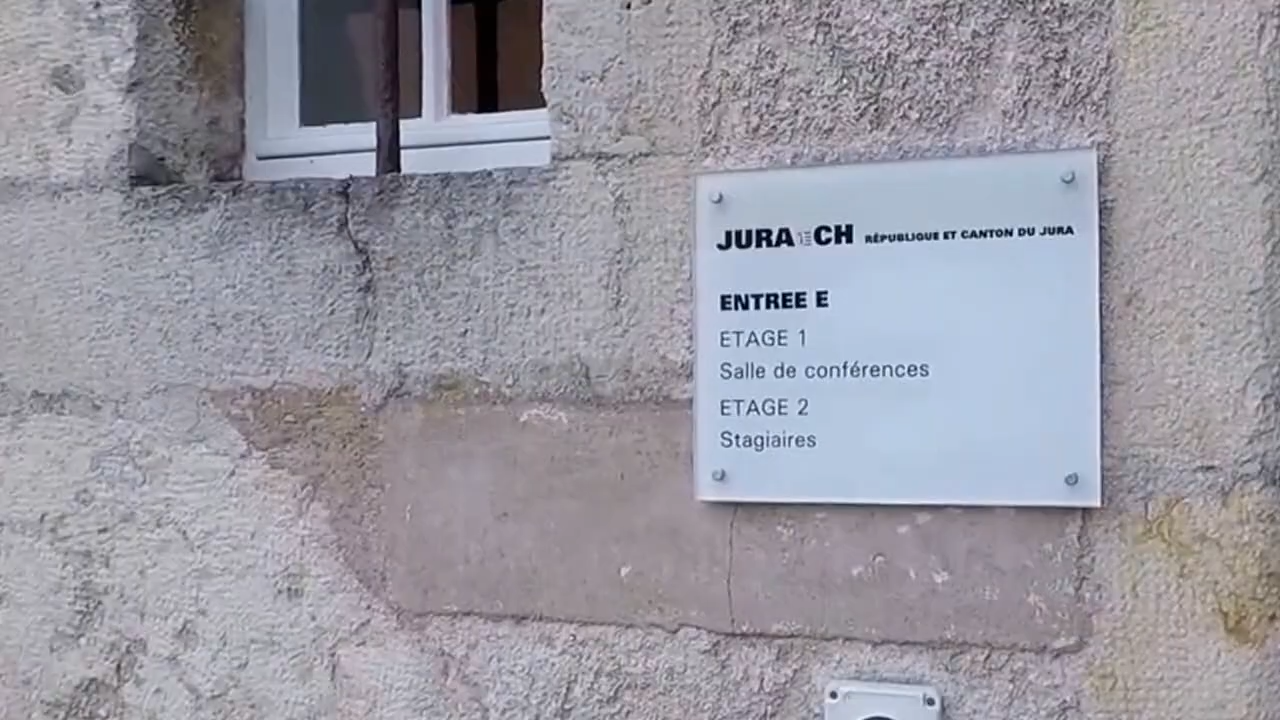 JURA CH RÉPUBLIQUE ET CANTON DU JURA
ENTREE E
ETAGE 1
Salle de conférences
ETAGE 2
Stagiaires